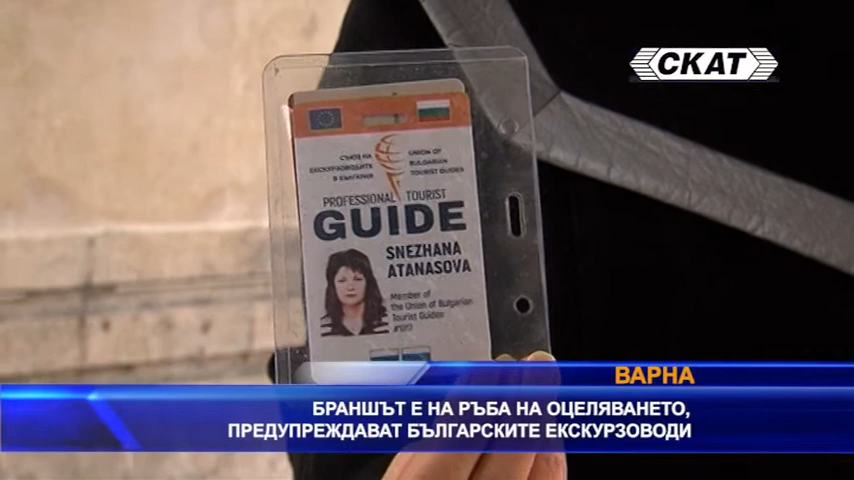 СКАТ
СЪЮЗ НА
ЕКСКУРЗОВОДИТЕ
В БЪЛГАРИЯ
UNION OF
BULGARIAN
TOURIST GUIDES
PROFESSIONAL TOURIST
GUIDE
SNEZHANA
ATANASOVA
Member of
the Union of Bulgarian
Tourist Guides
ВАРНА
БРАНШЪТ Е НА РЪБА НА ОЦЕЛЯВАНЕТО,
ПРЕДУПРЕЖДАВАТ БЪЛГАРСКИТЕ ЕКСКУРЗОВОДИ